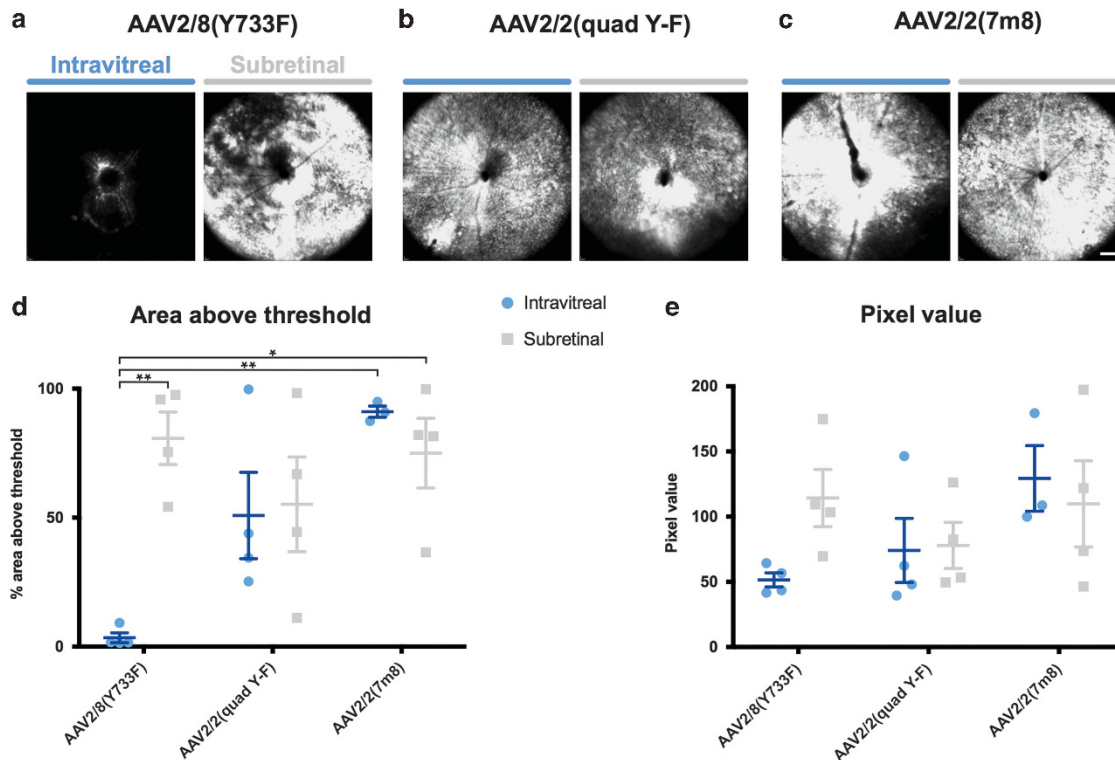 a AAV2/8(Y733F) b AAV2/2(quad Y-F) c AAV2/2(7m8)
Intravitreal Subretinal
d Area above threshold
Intravitreal
Subretinal
e Pixel value
*
**
**
100
50
0
% area above threshold
AAV2/8(Y733F)
AAV2/2(quad Y-F)
AAV2/2(7m8)
200
150
100
50
0
Pixel value
AAV2/8(Y733F)
AAV2/2(quad Y-F)
AAV2/2(7m8)